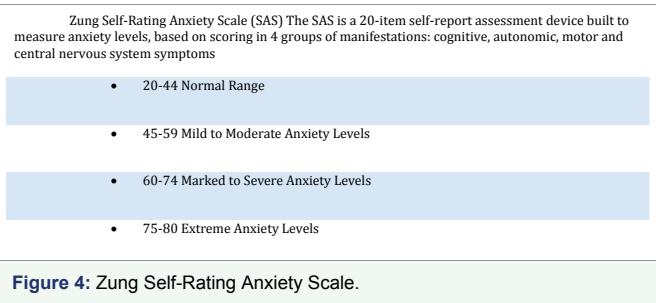 Zung Self-Rating Anxiety Scale (SAS) The SAS is a 20-item self-report assessment device built to
measure anxiety levels, based on scoring in 4 groups of manifestations: cognitive, autonomic, motor and
central nervous system symptoms
• 20-44 Normal Range
• 45-59 Mild to Moderate Anxiety Levels
• 60-74 Marked to Severe Anxiety Levels
• 75-80 Extreme Anxiety Levels
Figure 4: Zung Self-Rating Anxiety Scale.